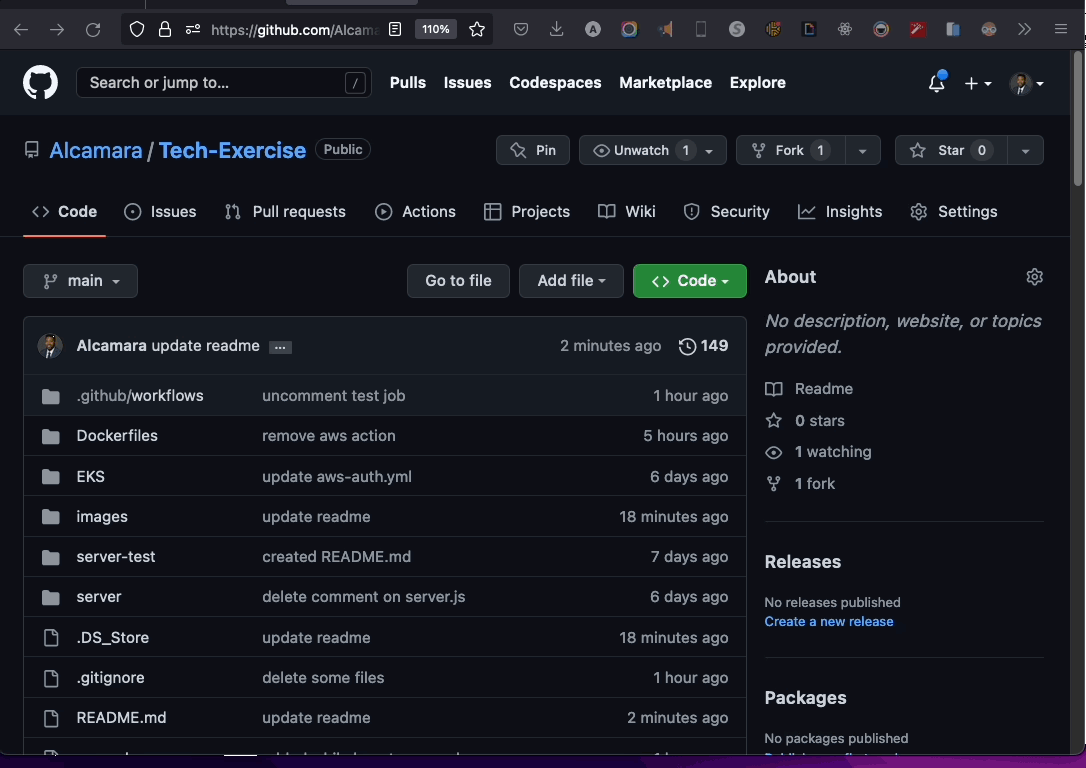 https://github.com/Alcama
110%
Search or jump to... /
Pulls Issues Codespaces Marketplace Explore
Alcamara / Tech-Exercise Public
Pin Unwatch 1 Fork 1 Star 0
Code Issues Pull requests Actions Projects Wiki Security Insights Settings
main Go to file Add file Code
Alcamara update readme ... 2 minutes ago 149
.github/workflows uncomment test job 1 hour ago
Dockerfiles remove aws action 5 hours ago
EKS update aws-auth.yml 6 days ago
images update readme 18 minutes ago
server-test created README.md 7 days ago
server delete comment on server.js 6 days ago
.DS_Store update readme 18 minutes ago
.gitignore delete some files 1 hour ago
README.md update readme 2 minutes ago
About
No description, website, or topics
provided.
Readme
0 stars
1 watching
1 fork
Releases
No releases published
Create a new release
Packages
No packages published